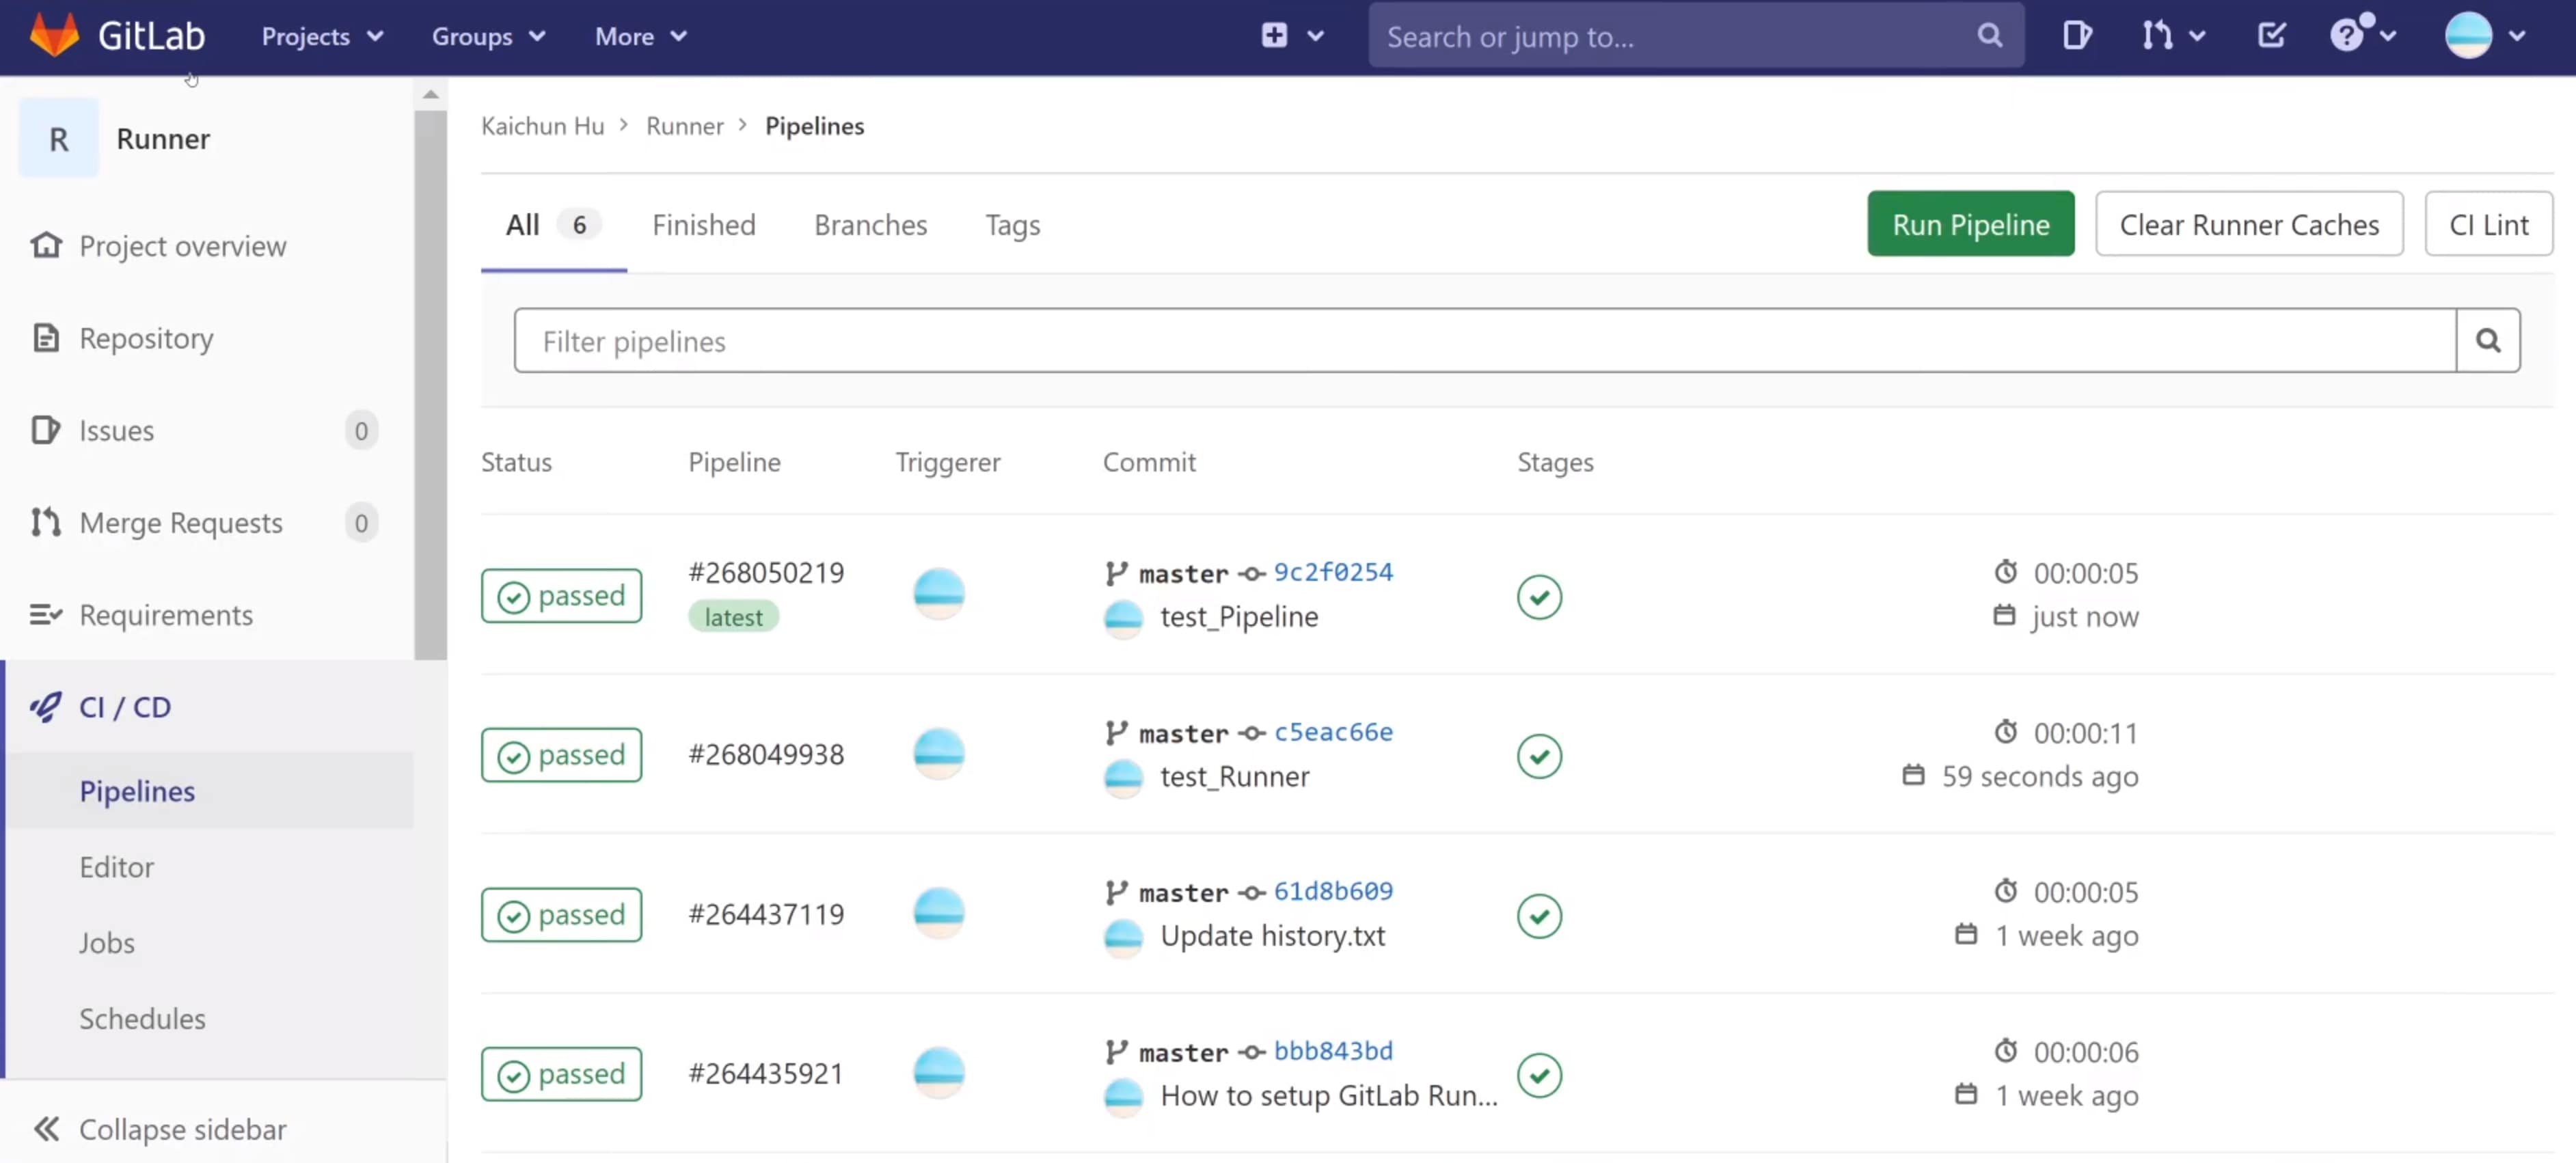 GitLab Projects Groups More Search or jump to...
R Runner
Project overview
Repository
Issues 0
Merge Requests 0
Requirements
CI / CD
Pipelines
Editor
Jobs
Schedules
Collapse sidebar
Kaichun Hu > Runner > Pipelines
All 6 Finished Branches Tags Run Pipeline Clear Runner Caches CI Lint
Filter pipelines
Status Pipeline Triggerer Commit Stages
passed #268050219 master 9c2f0254 00:00:05
latest test_Pipeline just now
passed #268049938 master c5eac66e 00:00:11
test_Runner 59 seconds ago
passed #264437119 master 61d8b609 00:00:05
Update history.txt 1 week ago
passed #264435921 master bbb843bd 00:00:06
How to setup GitLab Run... 1 week ago